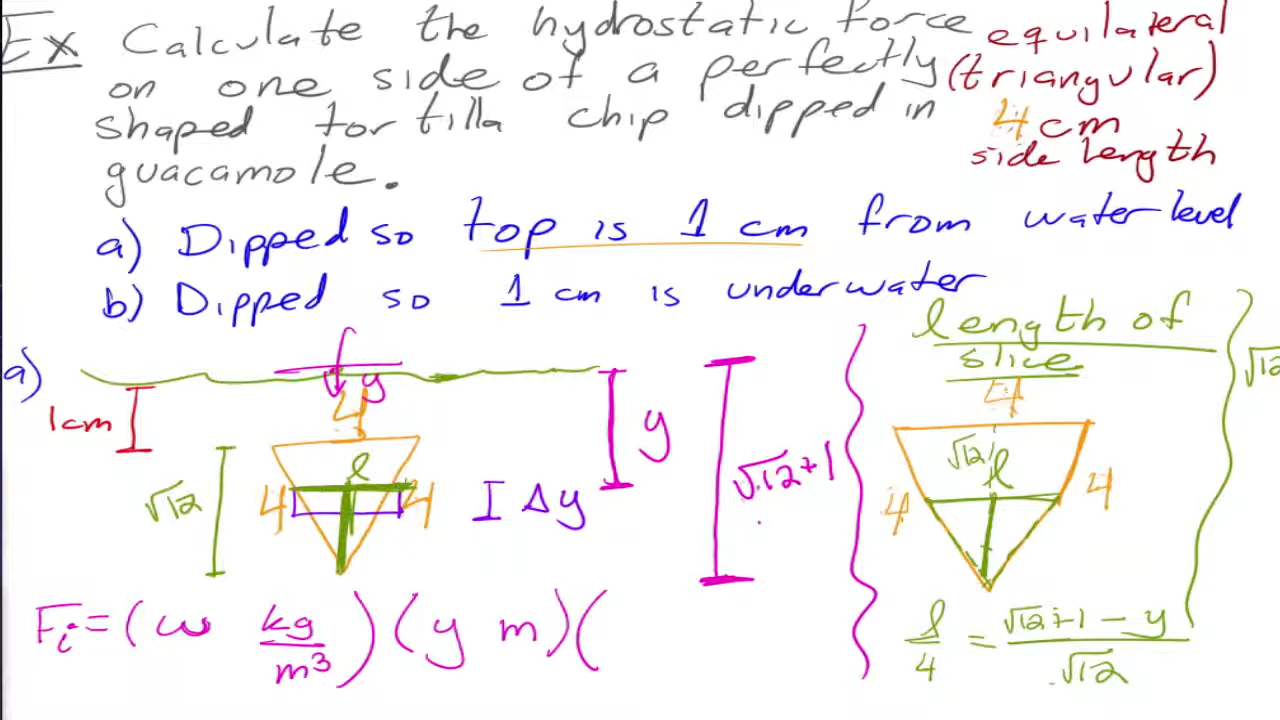 Ex Calculate the hydrostatic force equilateral
on one side of a perfectly (triangular)
shaped tortilla chip dipped in 4 cm
guacamole. side length
a) Dipped so top is 1 cm from water level
b) Dipped so 1 cm is underwater
length of
slice
a)
y
4
1cm
√12
l
4 4
I Δy
y
√12+1
4
√12
l
4 4
√12
Fi = (ω kg/m³)(y m)(
l/4 = (√12+1-y)/√12